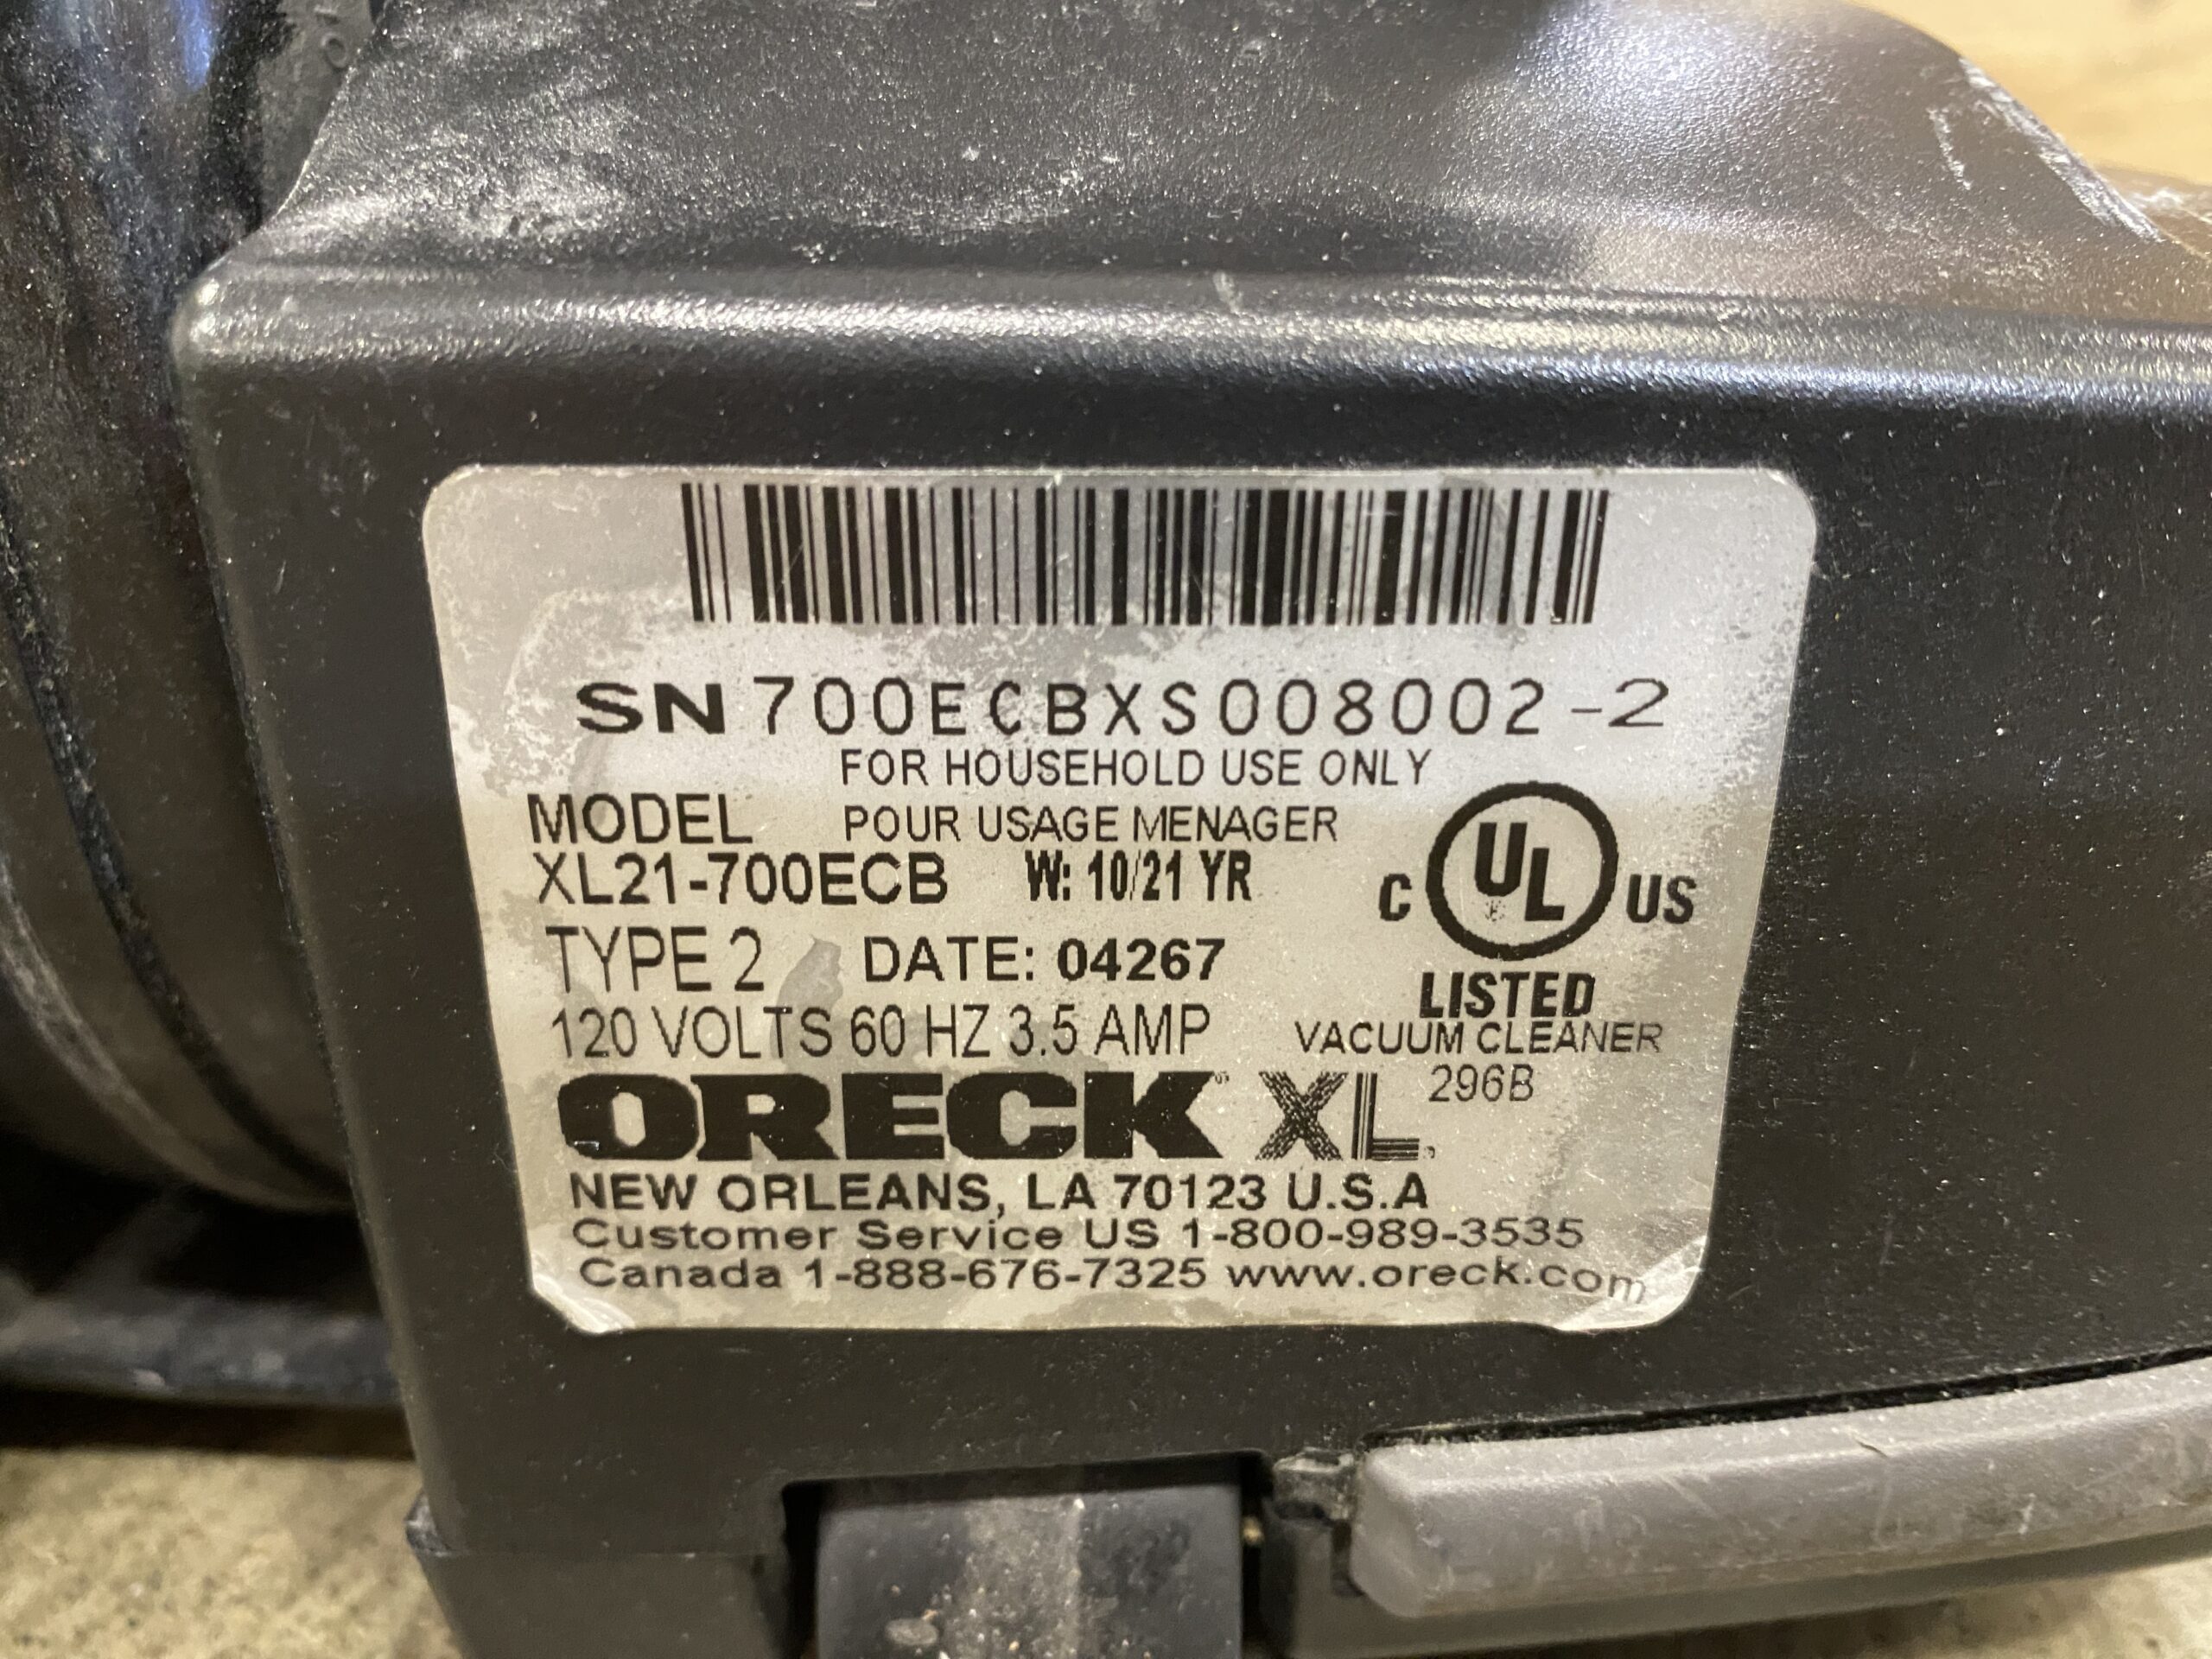 SN700ECBXS008002-2
FOR HOUSEHOLD USE ONLY
MODEL POUR USAGE MENAGER
XL21-700ECB W: 10/21 YR
TYPE 2 DATE: 04267
120 VOLTS 60 HZ 3.5 AMP
C UL US
LISTED
VACUUM CLEANER
296B
ORECK XL
NEW ORLEANS, LA 70123 U.S.A
Customer Service US 1-800-989-3535
Canada 1-888-676-7325 www.oreck.com